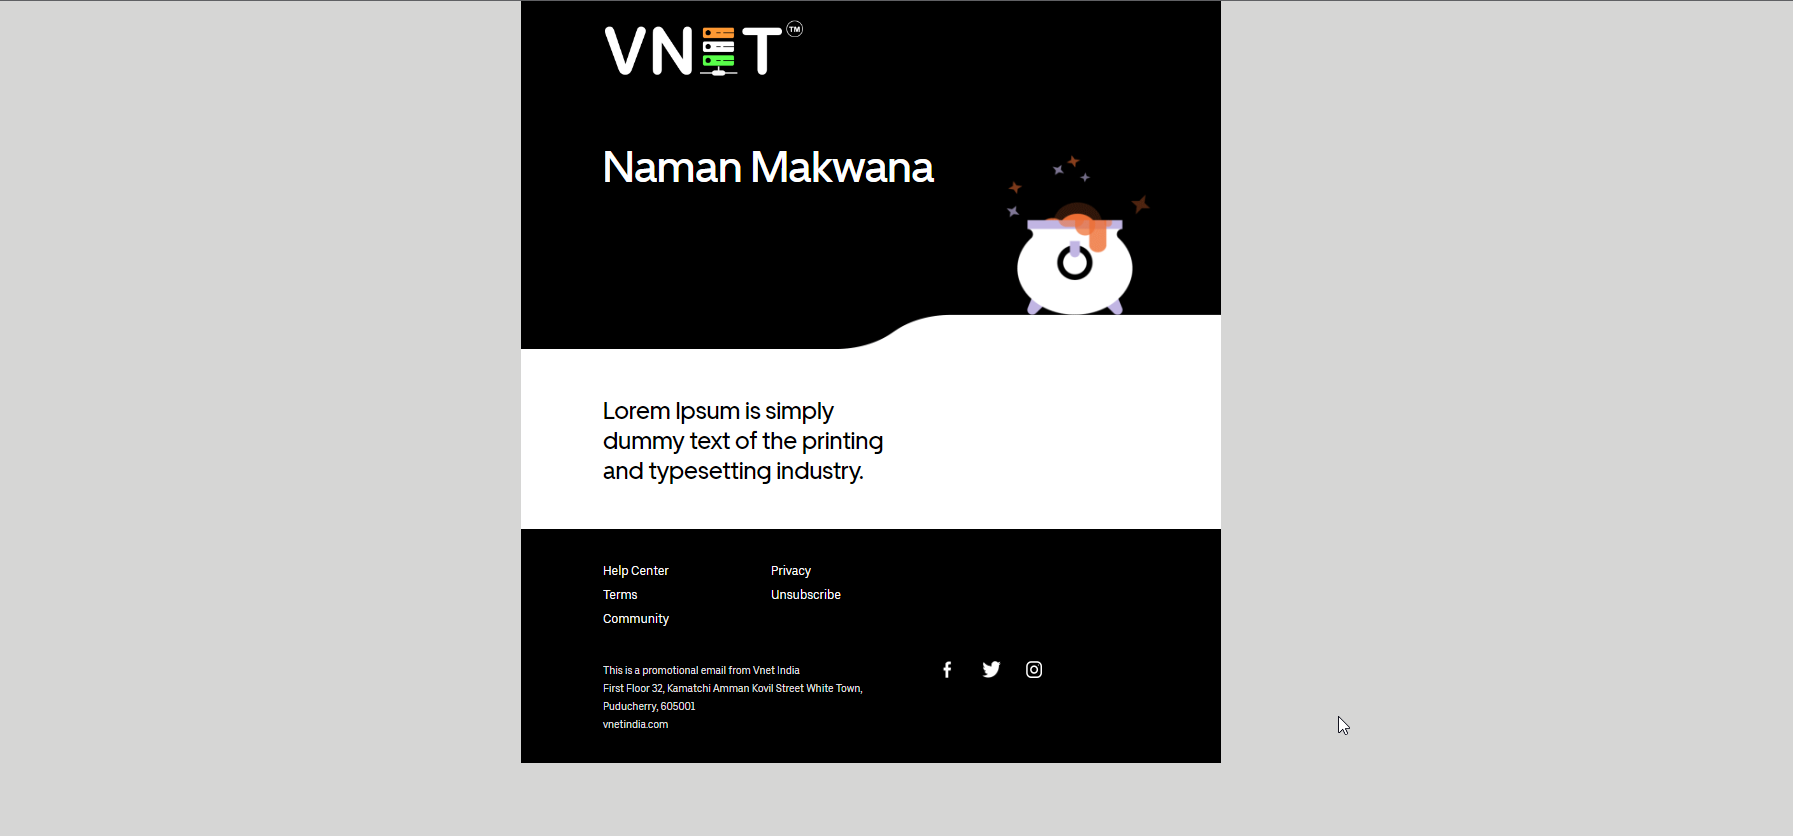 VNET TM
Naman Makwana
Lorem Ipsum is simply
dummy text of the printing
and typesetting industry.
Help Center
Privacy
Terms
Unsubscribe
Community
This is a promotional email from Vnet India
First Floor 32, Kamatchi Amman Kovil Street White Town,
Puducherry, 605001
vnetindia.com